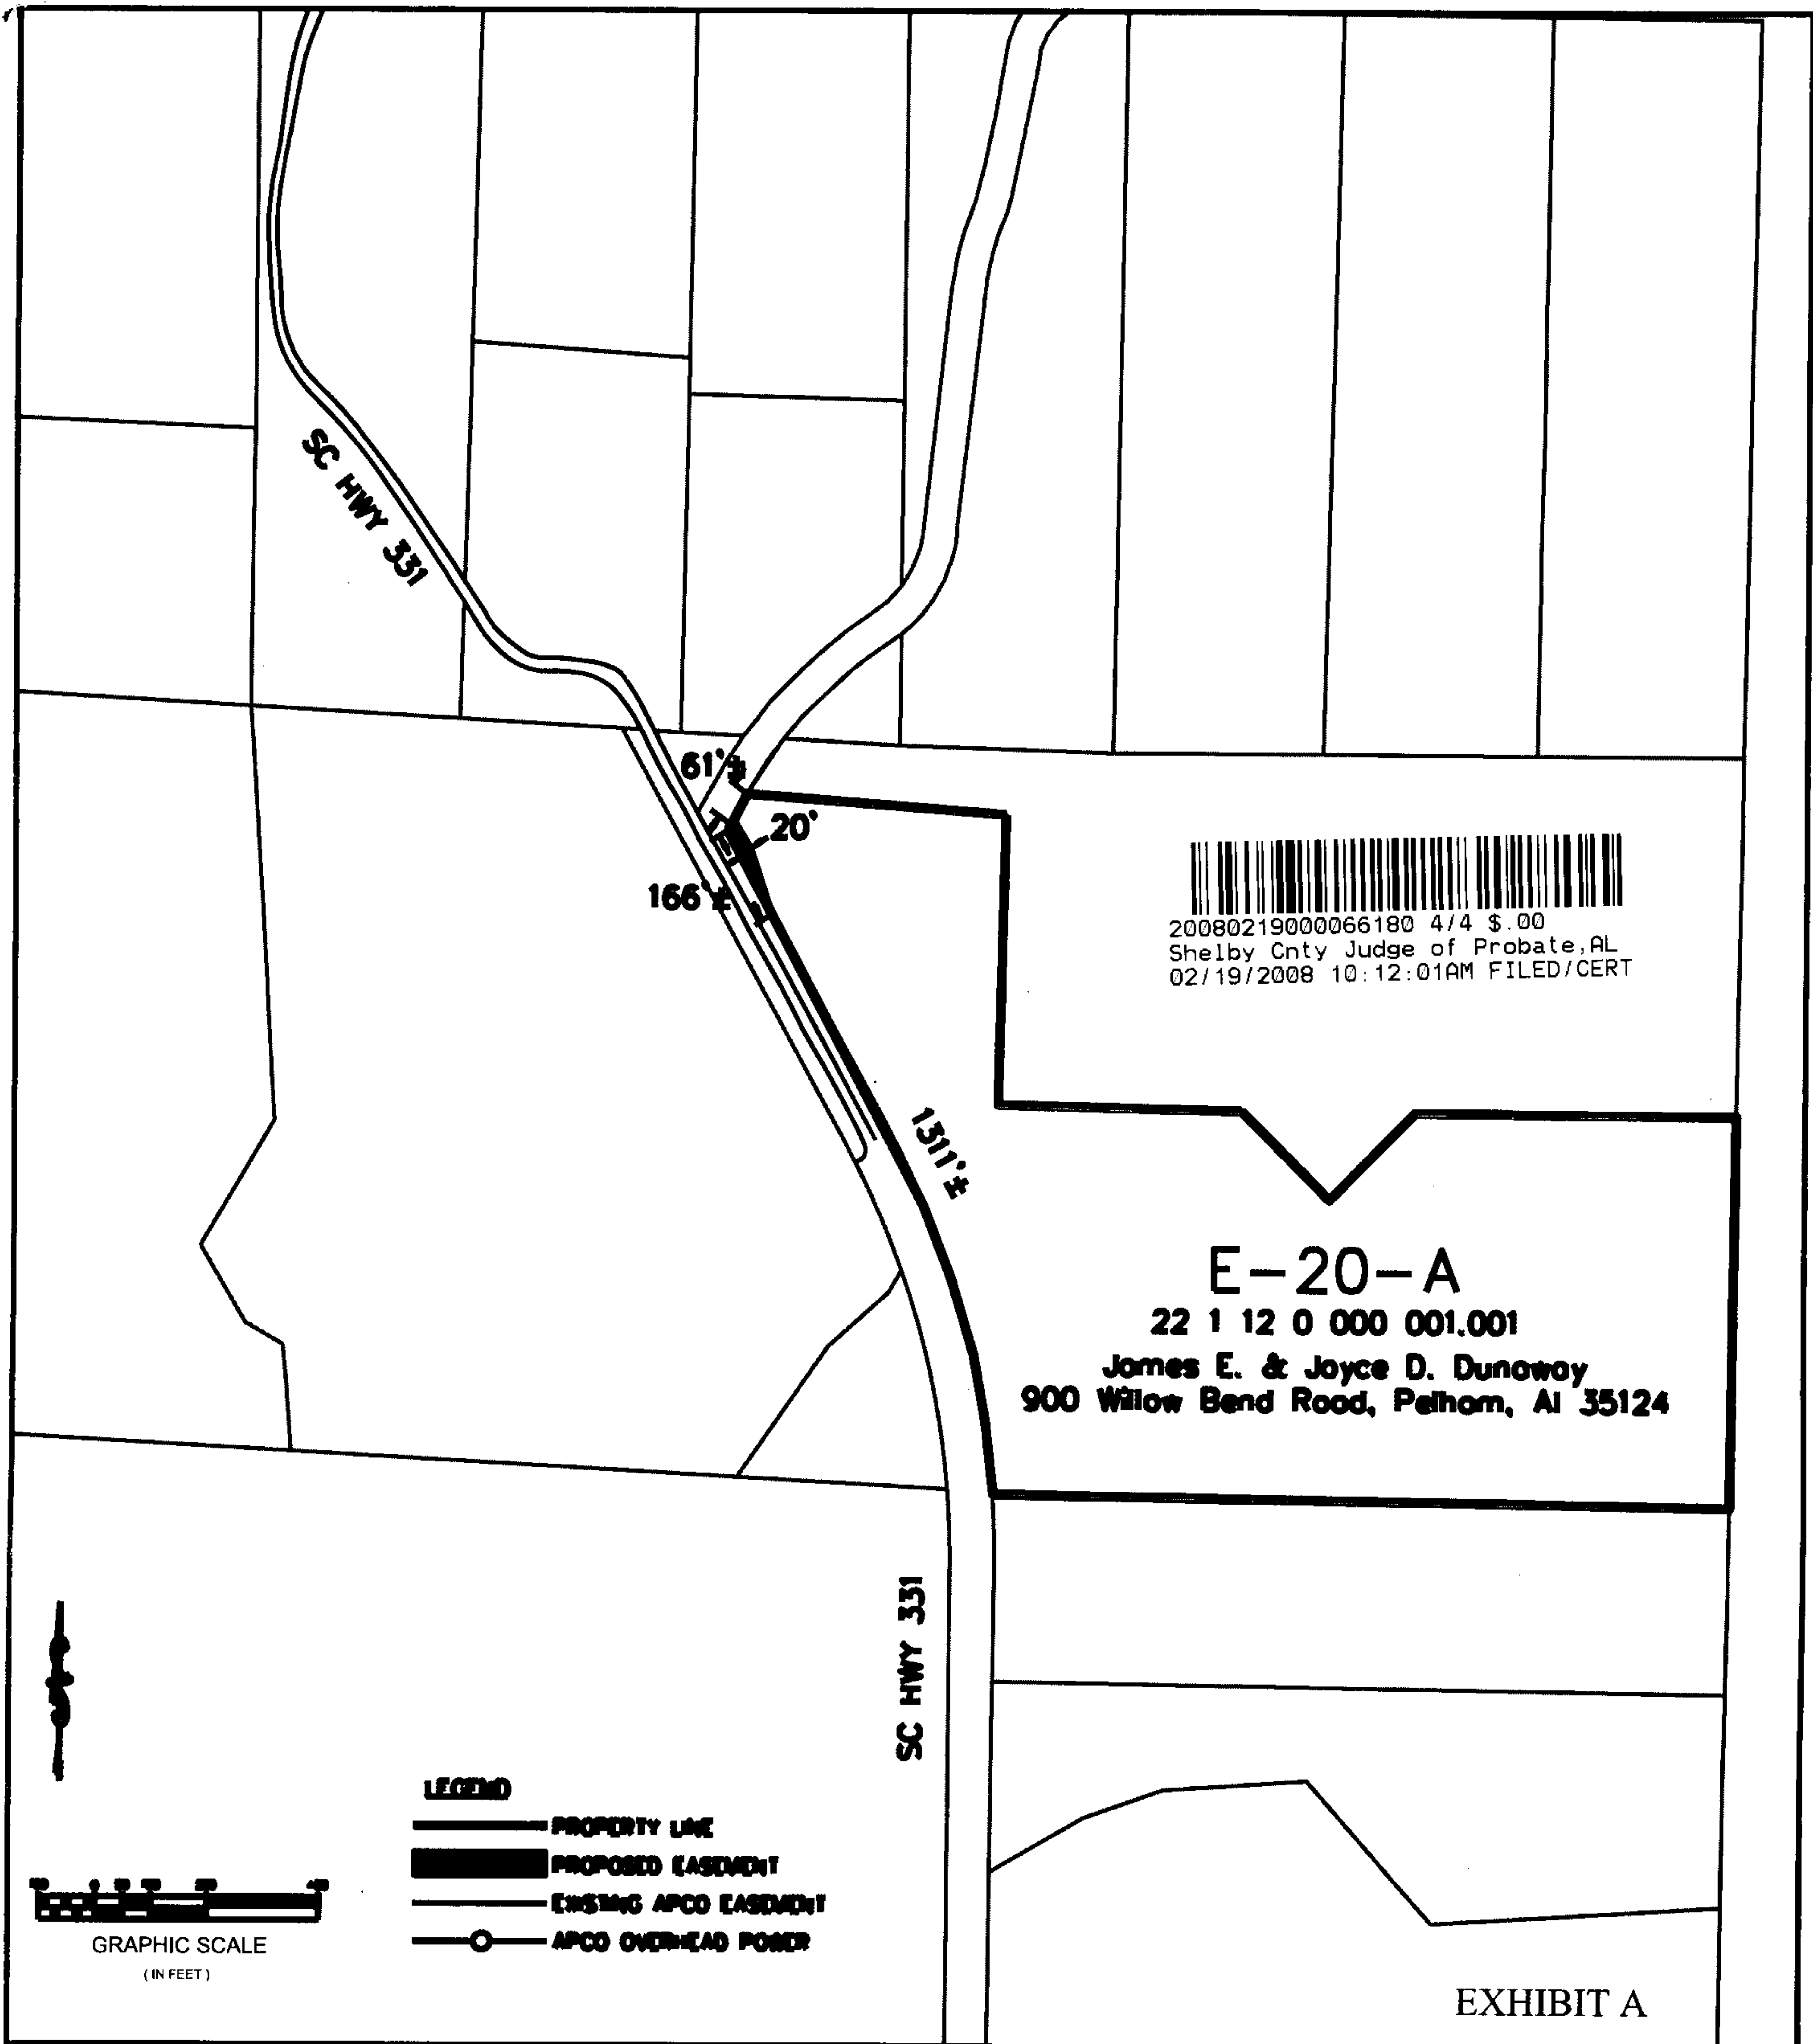 SC HWY 331
61'±
20'
166'±
20080219000066180 4/4 $.00
Shelby Cnty Judge of Probate,AL
02/19/2008 10:12:01AM FILED/CERT
1311'±
E-20-A
22 1 12 0 000 001.001
James E. & Joyce D. Dunaway
900 Willow Bend Road, Pelham, Al 35124
SC HWY 331
LEGEND
PROPERTY LINE
PROPOSED EASEMENT
EXISTING APCO EASEMENT
APCO OVERHEAD POWER
GRAPHIC SCALE
( IN FEET )
EXHIBIT A